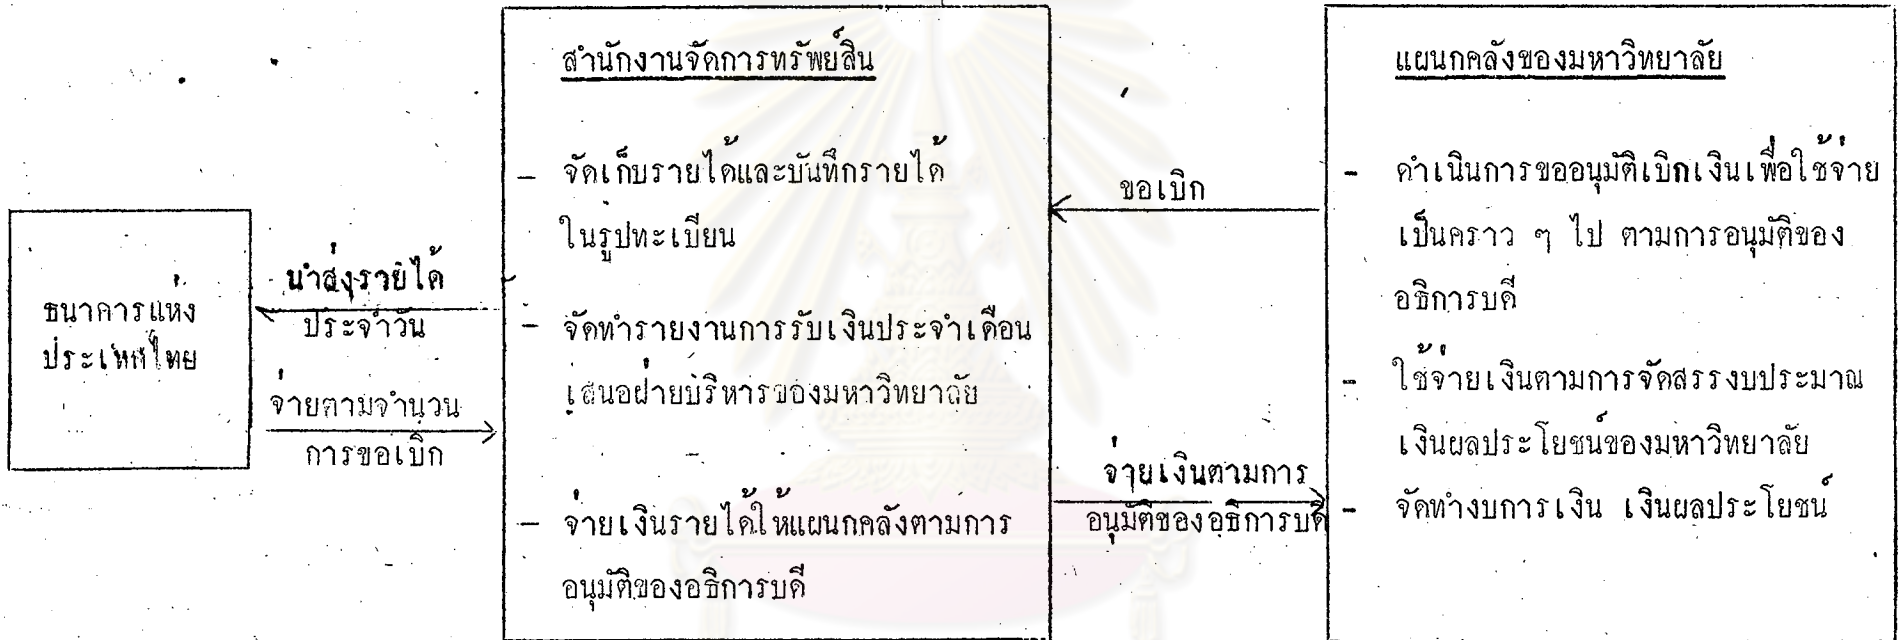 ธนาคารแห่ง
ประเทศไทย
นำส่งรายได้
ประจำวัน
จ่ายตามจำนวน
การขอเบิก
สำนักงานจัดการทรัพย์สิน
- จัดเก็บรายได้และบันทึกรายได้
ในรูปทะเบียน
- จัดทำรายงานการรับเงินประจำเดือน
เสนอฝ่ายบริหารของมหาวิทยาลัย
- จ่ายเงินรายได้ให้แผนกคลังตามการ
อนุมัติของอธิการบดี
ขอเบิก
จ่ายเงินตามการ
อนุมัติของอธิการบดี
แผนกคลังของมหาวิทยาลัย
- ดำเนินการขออนุมัติเบิกเงินเพื่อใช้จ่าย
เป็นคราว ๆ ไป ตามการอนุมัติของ
อธิการบดี
- ใช้จ่ายเงินตามการจัดสรรงบประมาณ
เงินผลประโยชน์ของมหาวิทยาลัย
- จัดทำงบการเงิน เงินผลประโยชน์